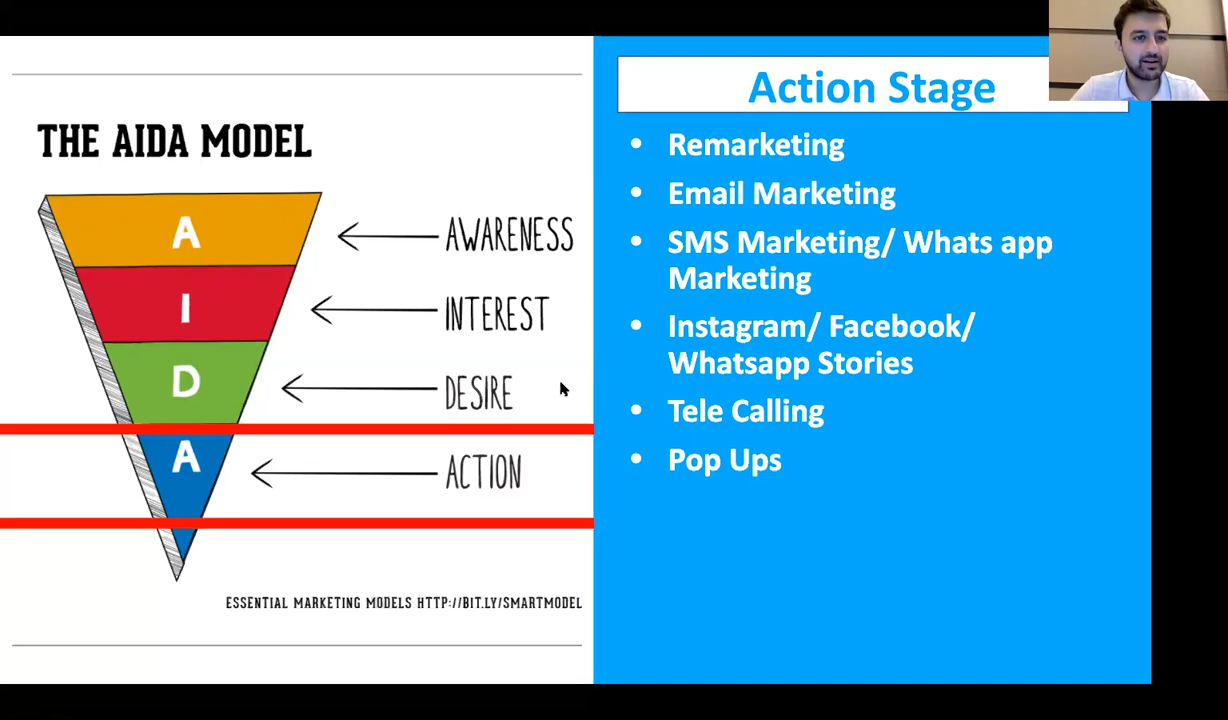 THE AIDA MODEL
A
AWARENESS
I
INTEREST
D
DESIRE
A
ACTION
ESSENTIAL MARKETING MODELS HTTP://BIT.LY/SMARTMODEL
Action Stage
• Remarketing
• Email Marketing
• SMS Marketing/ Whats app
Marketing
• Instagram/ Facebook/
Whatsapp Stories
• Tele Calling
• Pop Ups